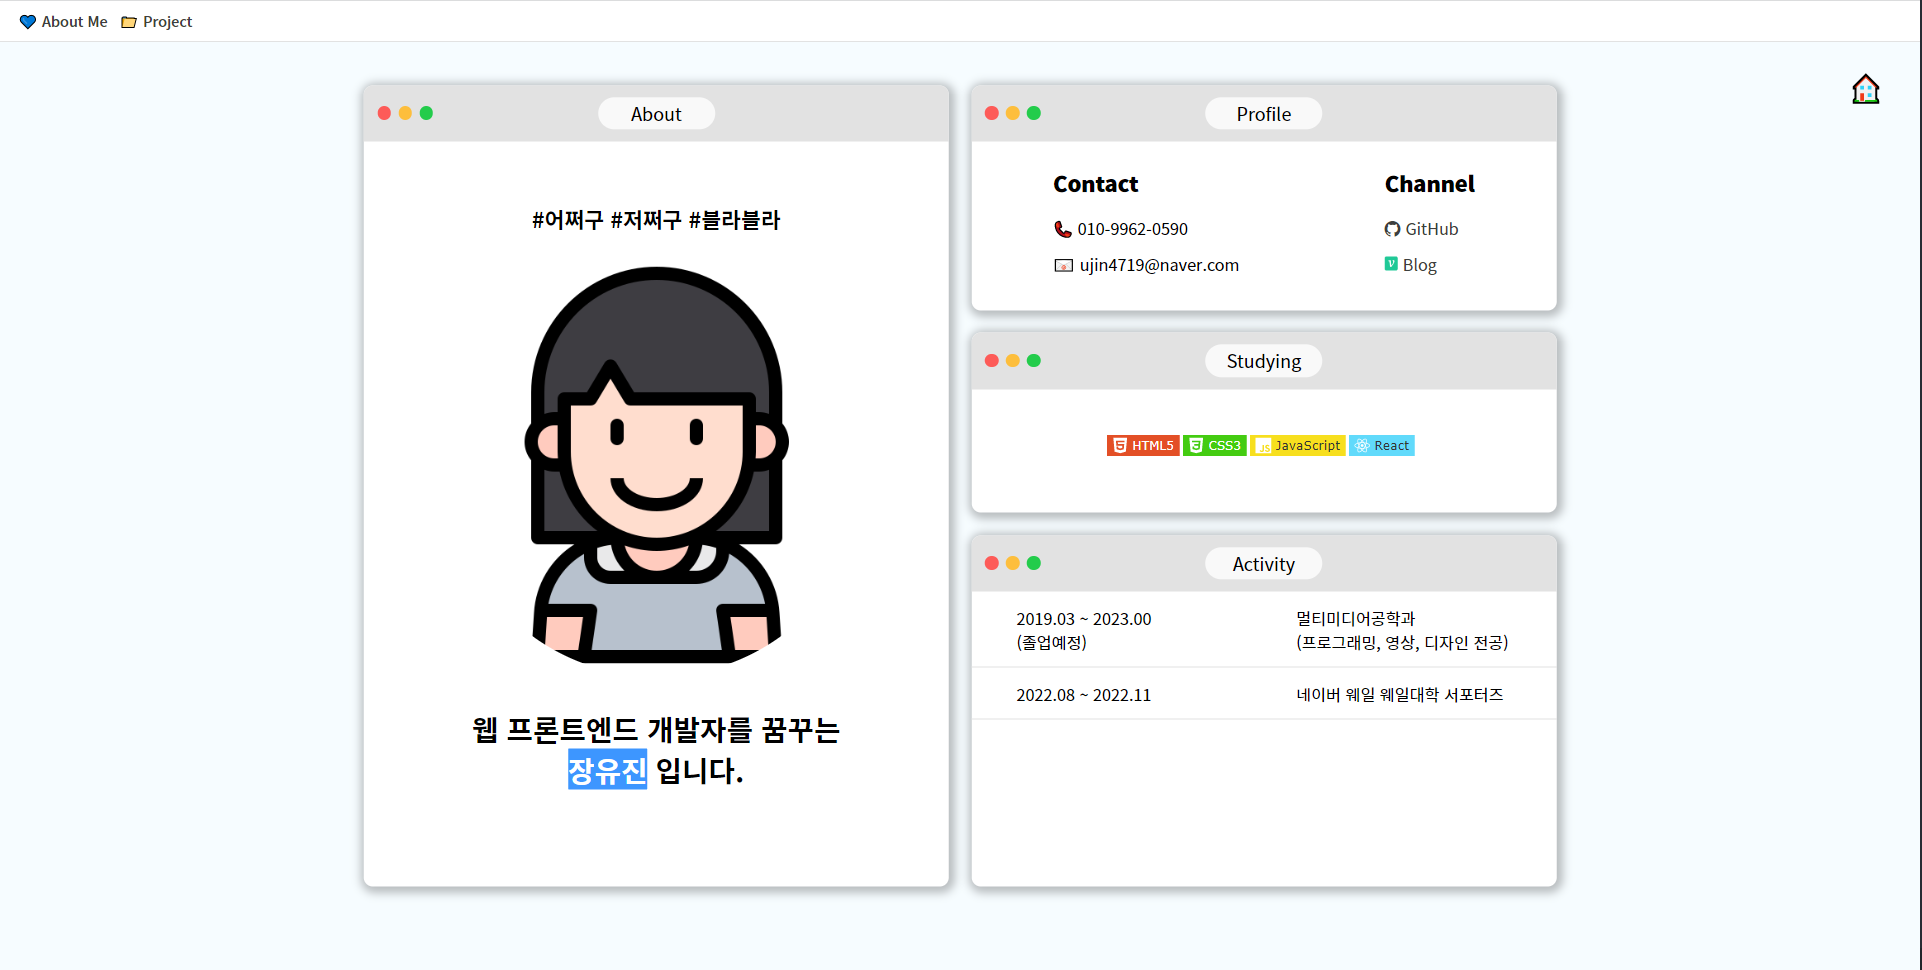 About Me
Project
About
#어쩌구 #저쩌구 #블라블라
웹 프론트엔드 개발자를 꿈꾸는
장유진 입니다.
Profile
Contact
010-9962-0590
ujin4719@naver.com
Channel
GitHub
Blog
Studying
HTML5
CSS3
JavaScript
React
Activity
2019.03 ~ 2023.00
(졸업예정)
멀티미디어공학과
(프로그래밍, 영상, 디자인 전공)
2022.08 ~ 2022.11
네이버 웨일 웨일대학 서포터즈